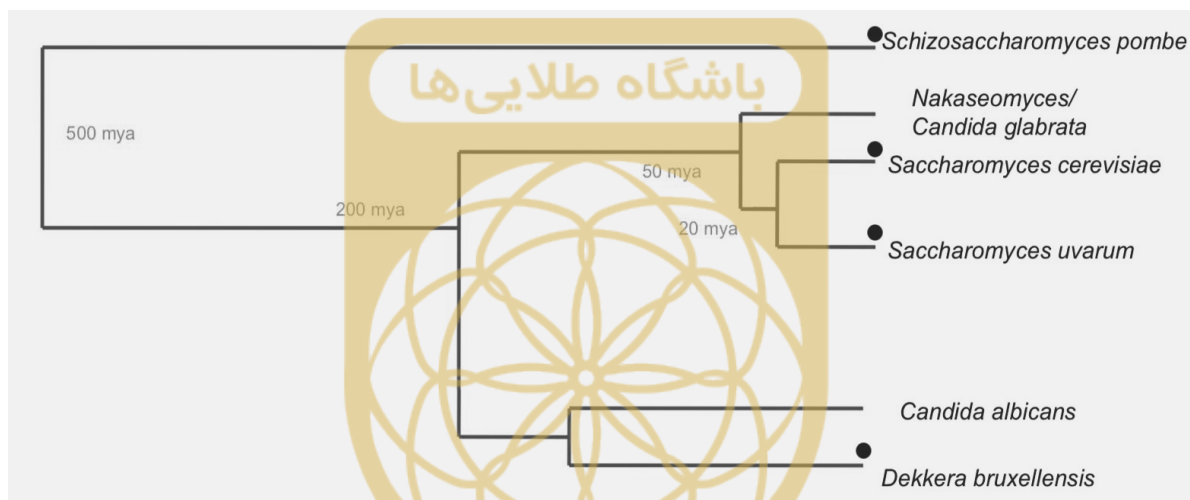 Schizosaccharomyces pombe
باشگاه طلایی‌ها
Nakaseomyces/
Candida glabrata
500 mya
Saccharomyces cerevisiae
50 mya
200 mya
20 mya
Saccharomyces uvarum
Candida albicans
Dekkera bruxellensis